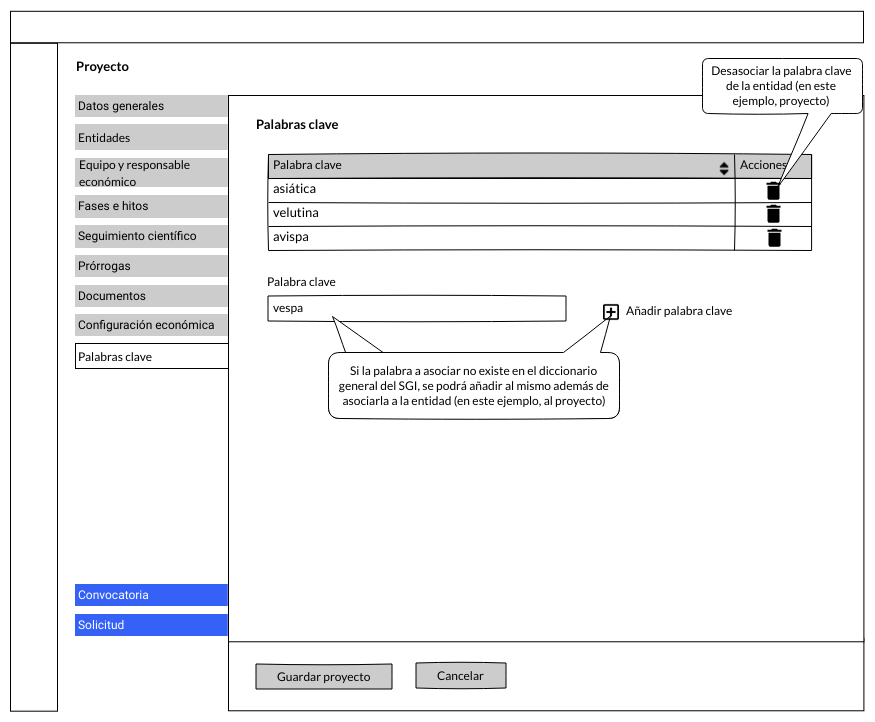 Proyecto
Desasociar la palabra clave
de la entidad (en este
ejemplo, proyecto)
Datos generales
Entidades
Equipo y responsable
económico
Fases e hitos
Seguimiento científico
Prórrogas
Documentos
Configuración económica
Palabras clave
Convocatoria
Solicitud
Palabras clave
Palabra clave
Acciones
asiática
velutina
avispa
Palabra clave
vespa
Añadir palabra clave
Si la palabra a asociar no existe en el diccionario
general del SGI, se podrá añadir al mismo además de
asociarla a la entidad (en este ejemplo, al proyecto)
Guardar proyecto
Cancelar